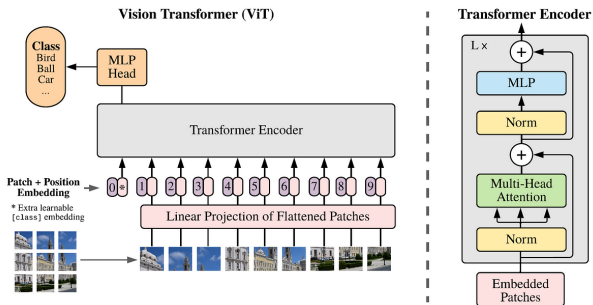 Vision Transformer (ViT)
Class
Bird
Ball
Car
...
MLP
Head
Transformer Encoder
Patch + Position
Embedding
* Extra learnable
[class] embedding
0 * 1 2 3 4 5 6 7 8 9
Linear Projection of Flattened Patches
Transformer Encoder
L ×
+
MLP
Norm
+
Multi-Head
Attention
Norm
Embedded
Patches